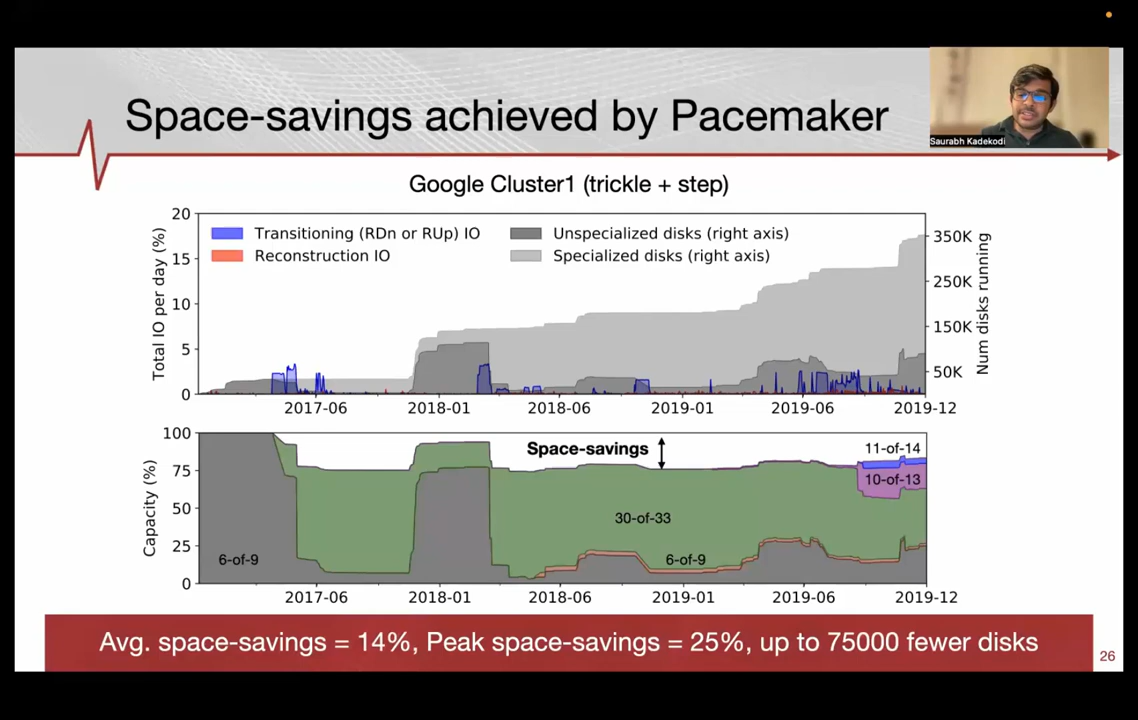 Space-savings achieved by Pacemaker
Saurabh Kadekodi
Google Cluster1 (trickle + step)
Total IO per day (%)
20
15
10
5
0
Transitioning (RDn or RUp) IO
Reconstruction IO
Unspecialized disks (right axis)
Specialized disks (right axis)
350K
250K
150K
50K
Num disks running
2017-06 2018-01 2018-06 2019-01 2019-06 2019-12
Capacity (%)
100
75
50
25
0
Space-savings
11-of-14
10-of-13
30-of-33
6-of-9
6-of-9
2017-06 2018-01 2018-06 2019-01 2019-06 2019-12
Avg. space-savings = 14%, Peak space-savings = 25%, up to 75000 fewer disks
26